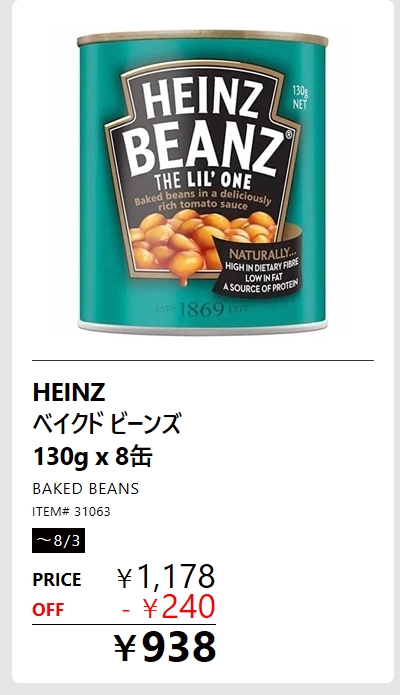 HEINZ
BEANZ®
THE LIL' ONE
Baked beans in a deliciously
rich tomato sauce
130g
NET
NATURALLY...
HIGH IN DIETARY FIBRE
LOW IN FAT
A SOURCE OF PROTEIN
ESTD 1869 ESTD
HEINZ
ベイクド ビーンズ
130g x 8缶
BAKED BEANS
ITEM# 31063
～8/3
PRICE ￥1,178
OFF - ￥240
￥938